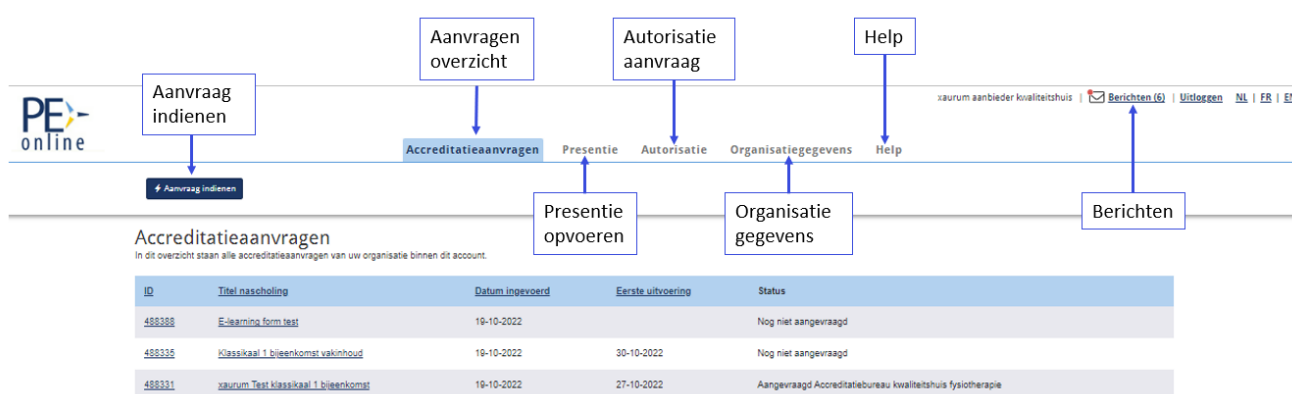 Aanvragen
overzicht
Autorisatie
aanvraag
Help
Aanvraag
indienen
PE
online
xaurum aanbieder kwaliteitshuis | Berichten (6) | Uitloggen NL | FR | EN
Accreditatieaanvragen Presentie Autorisatie Organisatiegegevens Help
Aanvraag indienen
Presentie
opvoeren
Organisatie
gegevens
Berichten
Accreditatieaanvragen
In dit overzicht staan alle accreditatieaanvragen van uw organisatie binnen dit account.
ID Titel nascholing Datum ingevoerd Eerste uitvoering Status
488388 E-learning form test 19-10-2022 Nog niet aangevraagd
488335 Klassikaal 1 bijeenkomst vakinhoud 19-10-2022 30-10-2022 Nog niet aangevraagd
488331 xaurum Test klassikaal 1 bijeenkomst 19-10-2022 27-10-2022 Aangevraagd Accreditatiebureau kwaliteitshuis fysiotherapie